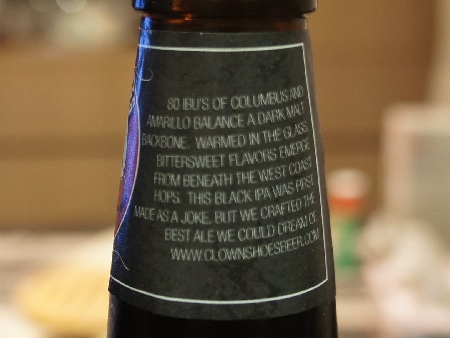 80 IBU'S OF COLUMBUS AND
AMARILLO BALANCE A DARK MALT
BACKBONE. WARMED IN THE GLASS,
BITTERSWEET FLAVORS EMERGE
FROM BENEATH THE WEST COAST
HOPS. THIS BLACK IPA WAS FIRST
MADE AS A JOKE, BUT WE CRAFTED THE
BEST ALE WE COULD DREAM OF.
WWW.CLOWNSHOESBEER.COM